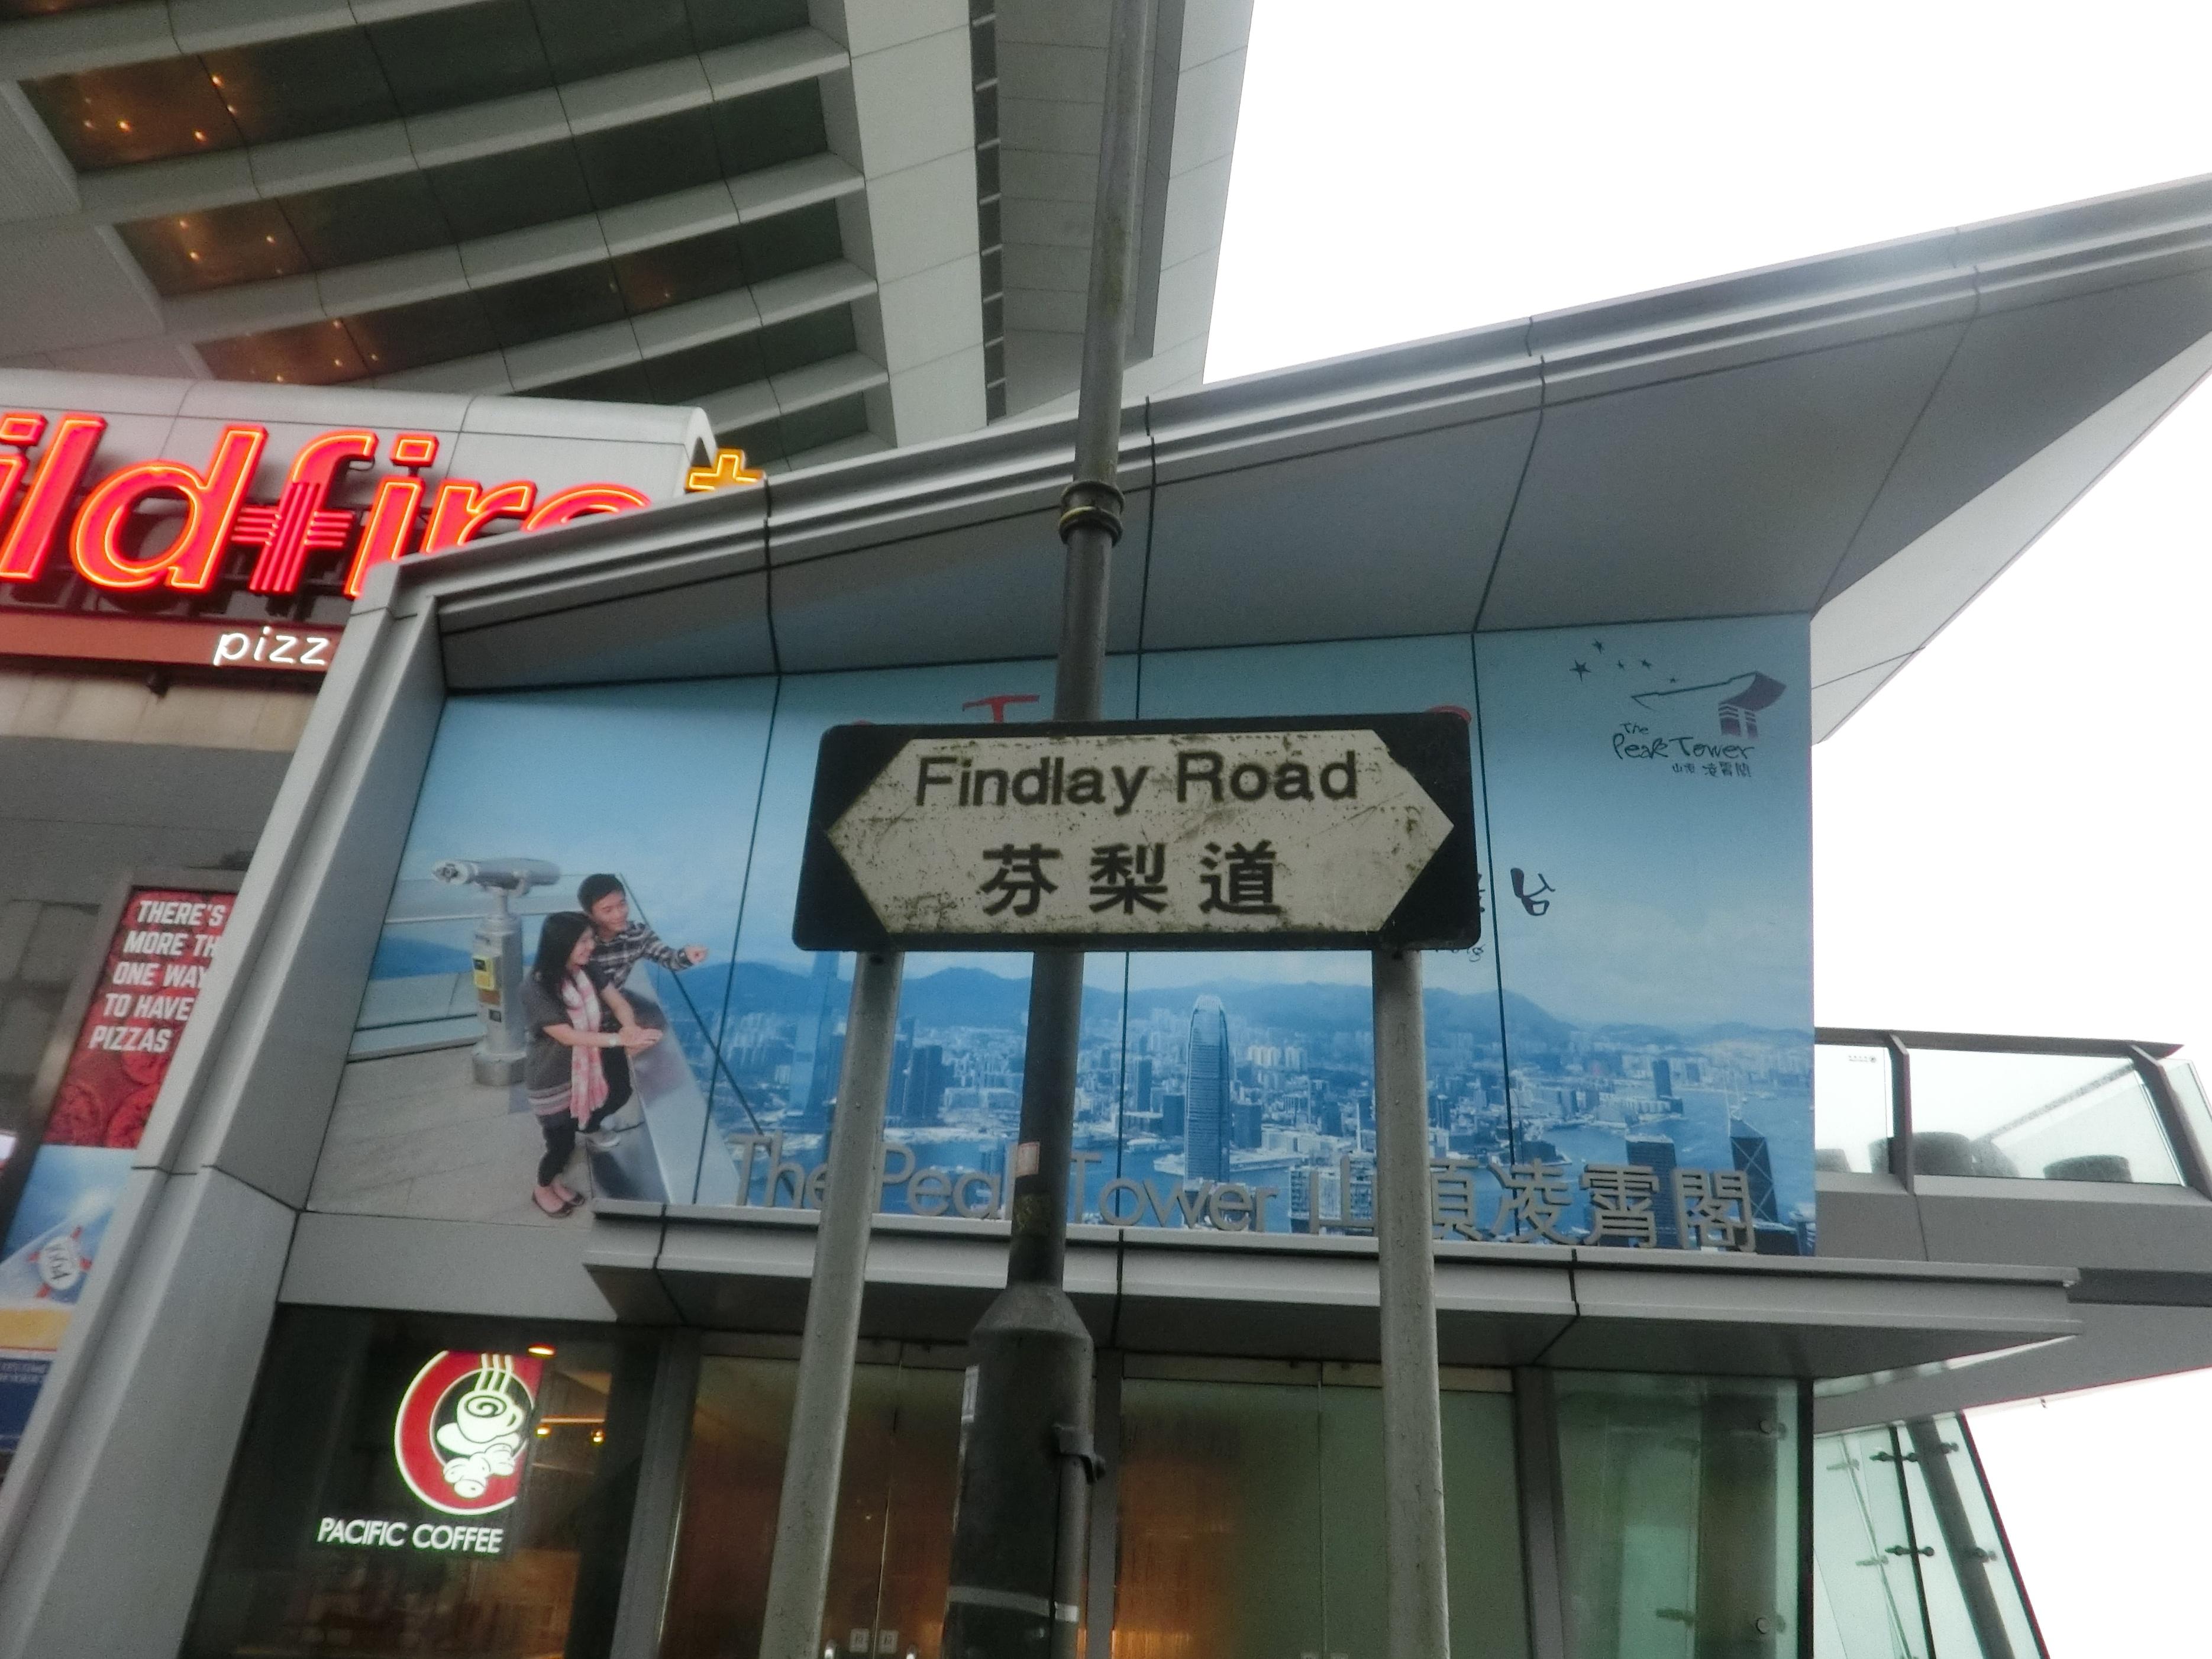 ildfire+
pizz
The
Peak Tower
山頂 凌霄閣
Findlay Road
芬梨道
台
THERE'S
MORE TH
ONE WAY
TO HAVE
PIZZAS
The Peak Tower 山頂凌霄閣
PACIFIC COFFEE